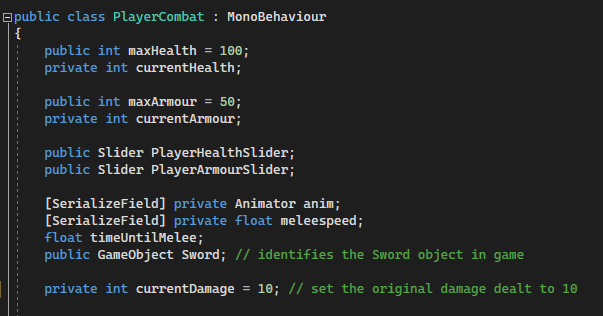 public class PlayerCombat : MonoBehaviour
{
public int maxHealth = 100;
private int currentHealth;
public int maxArmour = 50;
private int currentArmour;
public Slider PlayerHealthSlider;
public Slider PlayerArmourSlider;
[SerializeField] private Animator anim;
[SerializeField] private float meleespeed;
float timeUntilMelee;
public GameObject Sword; // identifies the Sword object in game
private int currentDamage = 10; // set the original damage dealt to 10